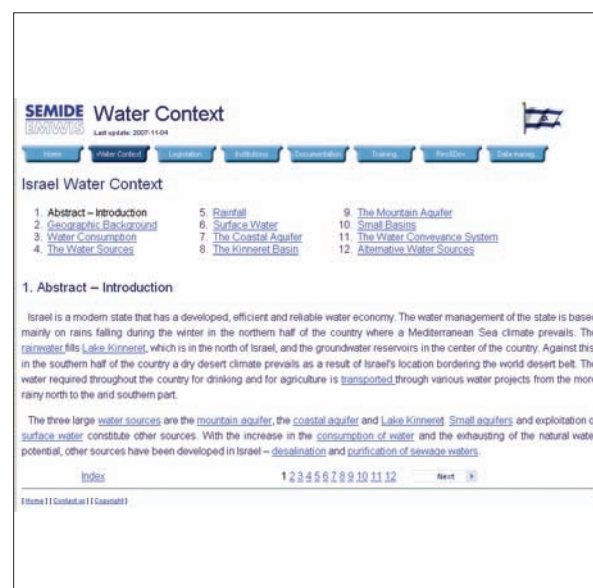 SEMIDE Water Context
EMWIS Last update: 2007-11-04
Home Water Context Legislation Institutions Documentation Training Res&Dev Data manag.
Israel Water Context
1. Abstract – Introduction 5. Rainfall 9. The Mountain Aquifer
2. Geographic Background 6. Surface Water 10. Small Basins
3. Water Consumption 7. The Coastal Aquifer 11. The Water Conveyance System
4. The Water Sources 8. The Kinneret Basin 12. Alternative Water Sources
1. Abstract – Introduction
Israel is a modern state that has a developed, efficient and reliable water economy. The water management of the state is based
mainly on rains falling during the winter in the northern half of the country where a Mediterranean Sea climate prevails. The
rainwater fills Lake Kinneret, which is in the north of Israel, and the groundwater reservoirs in the center of the country. Against this,
in the southern half of the country a dry desert climate prevails as a result of Israel's location bordering the world desert belt. The
water required throughout the country for drinking and for agriculture is transported through various water projects from the more
rainy north to the arid southern part.
The three large water sources are the mountain aquifer, the coastal aquifer and Lake Kinneret. Small aquifers and exploitation o
surface water constitute other sources. With the increase in the consumption of water and the exhausting of the natural wate
potential, other sources have been developed in Israel – desalination and purification of sewage waters.
Index 1 2 3 4 5 6 7 8 9 10 11 12 Next
[ Home ] [ Contact us ] [ Copyright ]